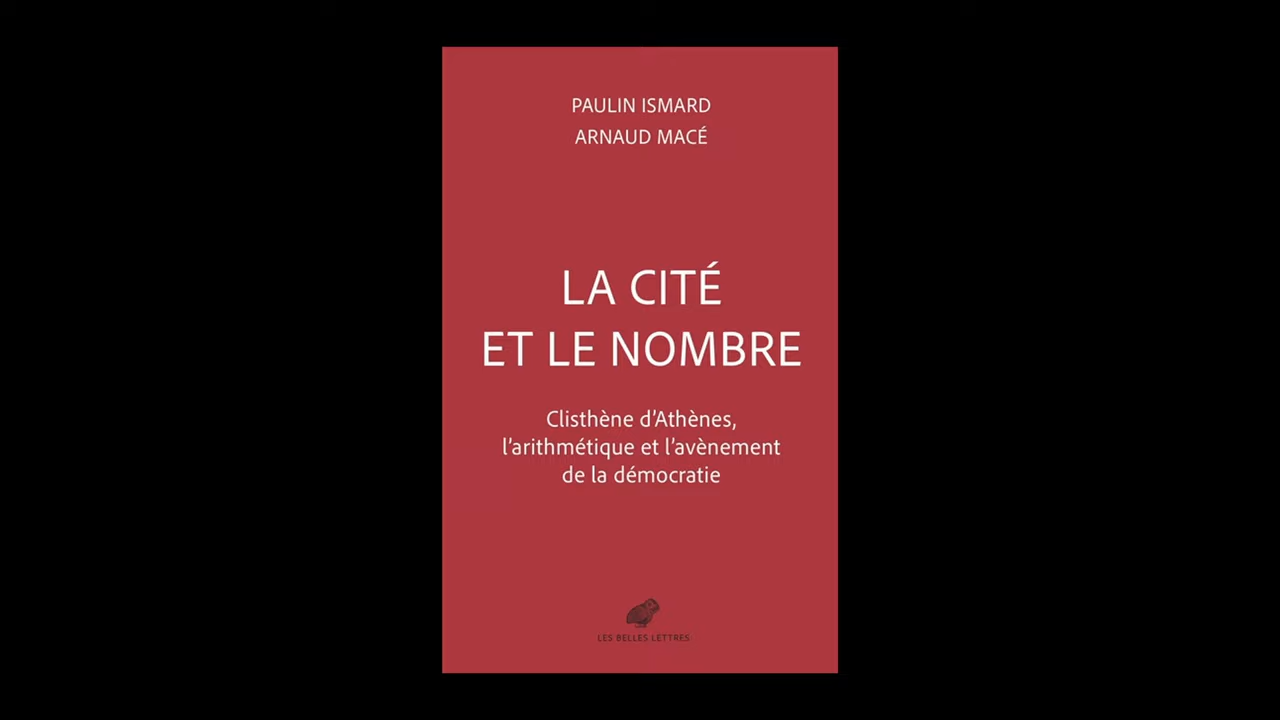 PAULIN ISMARD
ARNAUD MACÉ
LA CITÉ
ET LE NOMBRE
Clisthène d’Athènes,
l’arithmétique et l’avènement
de la démocratie
LES BELLES LETTRES